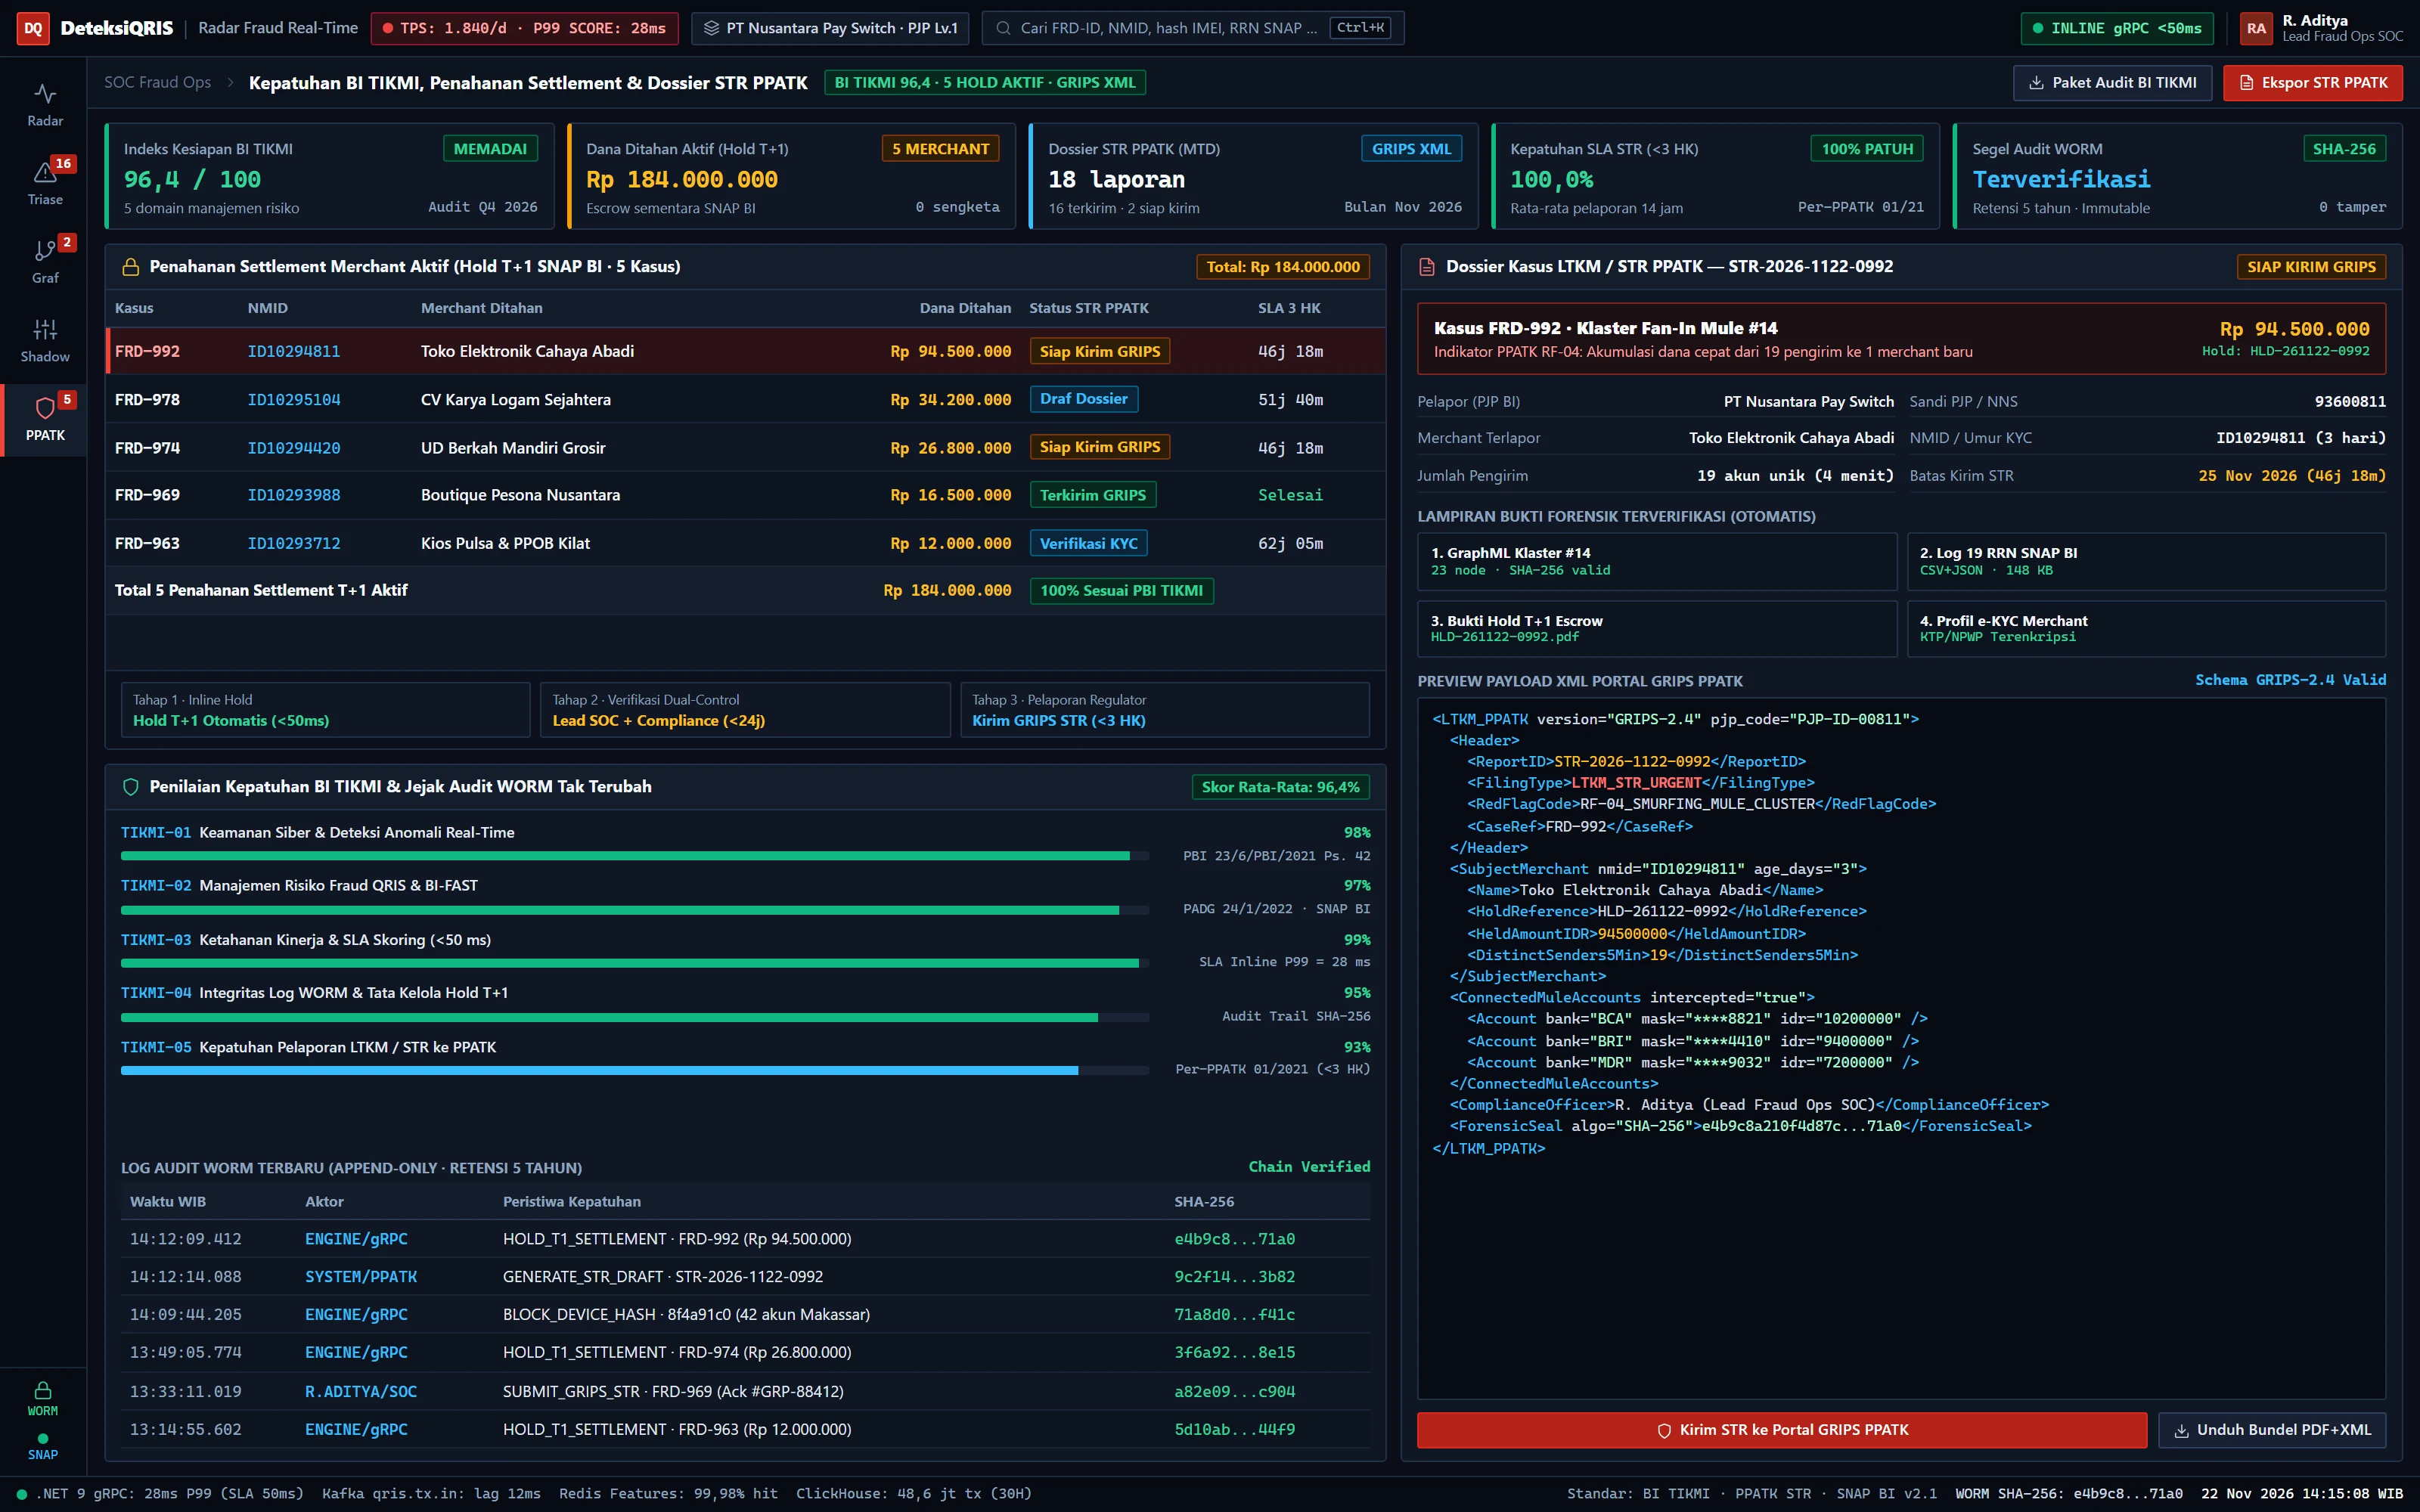 DQ DeteksiQRIS Radar Fraud Real-Time TPS: 1.840/d · P99 SCORE: 28ms PT Nusantara Pay Switch · PJP Lv.1 Cari FRD-ID, NMID, hash IMEI, RRN SNAP ... Ctrl+K INLINE gRPC <50ms RA R. Aditya
Lead Fraud Ops SOC
SOC Fraud Ops > Kepatuhan BI TIKMI, Penahanan Settlement & Dossier STR PPATK BI TIKMI 96,4 · 5 HOLD AKTIF · GRIPS XML Paket Audit BI TIKMI Ekspor STR PPATK
Radar
16
Triase
2
Graf
Shadow
5
PPATK
WORM
SNAP
Indeks Kesiapan BI TIKMI MEMADAI
96,4 / 100
5 domain manajemen risiko Audit Q4 2026
Dana Ditahan Aktif (Hold T+1) 5 MERCHANT
Rp 184.000.000
Escrow sementara SNAP BI 0 sengketa
Dossier STR PPATK (MTD) GRIPS XML
18 laporan
16 terkirim · 2 siap kirim Bulan Nov 2026
Kepatuhan SLA STR (<3 HK) 100% PATUH
100,0%
Rata-rata pelaporan 14 jam Per-PPATK 01/21
Segel Audit WORM SHA-256
Terverifikasi
Retensi 5 tahun · Immutable 0 tamper
Penahanan Settlement Merchant Aktif (Hold T+1 SNAP BI · 5 Kasus) Total: Rp 184.000.000
Kasus NMID Merchant Ditahan Dana Ditahan Status STR PPATK SLA 3 HK
FRD-992 ID10294811 Toko Elektronik Cahaya Abadi Rp 94.500.000 Siap Kirim GRIPS 46j 18m
FRD-978 ID10295104 CV Karya Logam Sejahtera Rp 34.200.000 Draf Dossier 51j 40m
FRD-974 ID10294420 UD Berkah Mandiri Grosir Rp 26.800.000 Siap Kirim GRIPS 46j 18m
FRD-969 ID10293988 Boutique Pesona Nusantara Rp 16.500.000 Terkirim GRIPS Selesai
FRD-963 ID10293712 Kios Pulsa & PPOB Kilat Rp 12.000.000 Verifikasi KYC 62j 05m
Total 5 Penahanan Settlement T+1 Aktif Rp 184.000.000 100% Sesuai PBI TIKMI
Tahap 1 · Inline Hold
Hold T+1 Otomatis (<50ms)
Tahap 2 · Verifikasi Dual-Control
Lead SOC + Compliance (<24j)
Tahap 3 · Pelaporan Regulator
Kirim GRIPS STR (<3 HK)
Penilaian Kepatuhan BI TIKMI & Jejak Audit WORM Tak Terubah Skor Rata-Rata: 96,4%
TIKMI-01 Keamanan Siber & Deteksi Anomali Real-Time 98%
PBI 23/6/PBI/2021 Ps. 42
TIKMI-02 Manajemen Risiko Fraud QRIS & BI-FAST 97%
PADG 24/1/2022 · SNAP BI
TIKMI-03 Ketahanan Kinerja & SLA Skoring (<50 ms) 99%
SLA Inline P99 = 28 ms
TIKMI-04 Integritas Log WORM & Tata Kelola Hold T+1 95%
Audit Trail SHA-256
TIKMI-05 Kepatuhan Pelaporan LTKM / STR ke PPATK 93%
Per-PPATK 01/2021 (<3 HK)
LOG AUDIT WORM TERBARU (APPEND-ONLY · RETENSI 5 TAHUN) Chain Verified
Waktu WIB Aktor Peristiwa Kepatuhan SHA-256
14:12:09.412 ENGINE/gRPC HOLD_T1_SETTLEMENT · FRD-992 (Rp 94.500.000) e4b9c8...71a0
14:12:14.088 SYSTEM/PPATK GENERATE_STR_DRAFT · STR-2026-1122-0992 9c2f14...3b82
14:09:44.205 ENGINE/gRPC BLOCK_DEVICE_HASH · 8f4a91c0 (42 akun Makassar) 71a8d0...f41c
13:49:05.774 ENGINE/gRPC HOLD_T1_SETTLEMENT · FRD-974 (Rp 26.800.000) 3f6a92...8e15
13:33:11.019 R.ADITYA/SOC SUBMIT_GRIPS_STR · FRD-969 (Ack #GRP-88412) a82e09...c904
13:14:55.602 ENGINE/gRPC HOLD_T1_SETTLEMENT · FRD-963 (Rp 12.000.000) 5d10ab...44f9
Dossier Kasus LTKM / STR PPATK — STR-2026-1122-0992 SIAP KIRIM GRIPS
Kasus FRD-992 · Klaster Fan-In Mule #14 Rp 94.500.000
Indikator PPATK RF-04: Akumulasi dana cepat dari 19 pengirim ke 1 merchant baru Hold: HLD-261122-0992
Pelapor (PJP BI) PT Nusantara Pay Switch Sandi PJP / NNS 93600811
Merchant Terlapor Toko Elektronik Cahaya Abadi NMID / Umur KYC ID10294811 (3 hari)
Jumlah Pengirim 19 akun unik (4 menit) Batas Kirim STR 25 Nov 2026 (46j 18m)
LAMPIRAN BUKTI FORENSIK TERVERIFIKASI (OTOMATIS)
1. GraphML Klaster #14
23 node · SHA-256 valid
2. Log 19 RRN SNAP BI
CSV+JSON · 148 KB
3. Bukti Hold T+1 Escrow
HLD-261122-0992.pdf
4. Profil e-KYC Merchant
KTP/NPWP Terenkripsi
PREVIEW PAYLOAD XML PORTAL GRIPS PPATK Schema GRIPS-2.4 Valid
<LTKM_PPATK version="GRIPS-2.4" pjp_code="PJP-ID-00811">
<Header>
<ReportID>STR-2026-1122-0992</ReportID>
<FilingType>LTKM_STR_URGENT</FilingType>
<RedFlagCode>RF-04_SMURFING_MULE_CLUSTER</RedFlagCode>
<CaseRef>FRD-992</CaseRef>
</Header>
<SubjectMerchant nmid="ID10294811" age_days="3">
<Name>Toko Elektronik Cahaya Abadi</Name>
<HoldReference>HLD-261122-0992</HoldReference>
<HeldAmountIDR>94500000</HeldAmountIDR>
<DistinctSenders5Min>19</DistinctSenders5Min>
</SubjectMerchant>
<ConnectedMuleAccounts intercepted="true">
<Account bank="BCA" mask="****8821" idr="10200000" />
<Account bank="BRI" mask="****4410" idr="9400000" />
<Account bank="MDR" mask="****9032" idr="7200000" />
</ConnectedMuleAccounts>
<ComplianceOfficer>R. Aditya (Lead Fraud Ops SOC)</ComplianceOfficer>
<ForensicSeal algo="SHA-256">e4b9c8a210f4d87c...71a0</ForensicSeal>
</LTKM_PPATK>
Kirim STR ke Portal GRIPS PPATK Unduh Bundel PDF+XML
.NET 9 gRPC: 28ms P99 (SLA 50ms) Kafka qris.tx.in: lag 12ms Redis Features: 99,98% hit ClickHouse: 48,6 jt tx (30H) Standar: BI TIKMI · PPATK STR · SNAP BI v2.1 WORM SHA-256: e4b9c8...71a0 22 Nov 2026 14:15:08 WIB